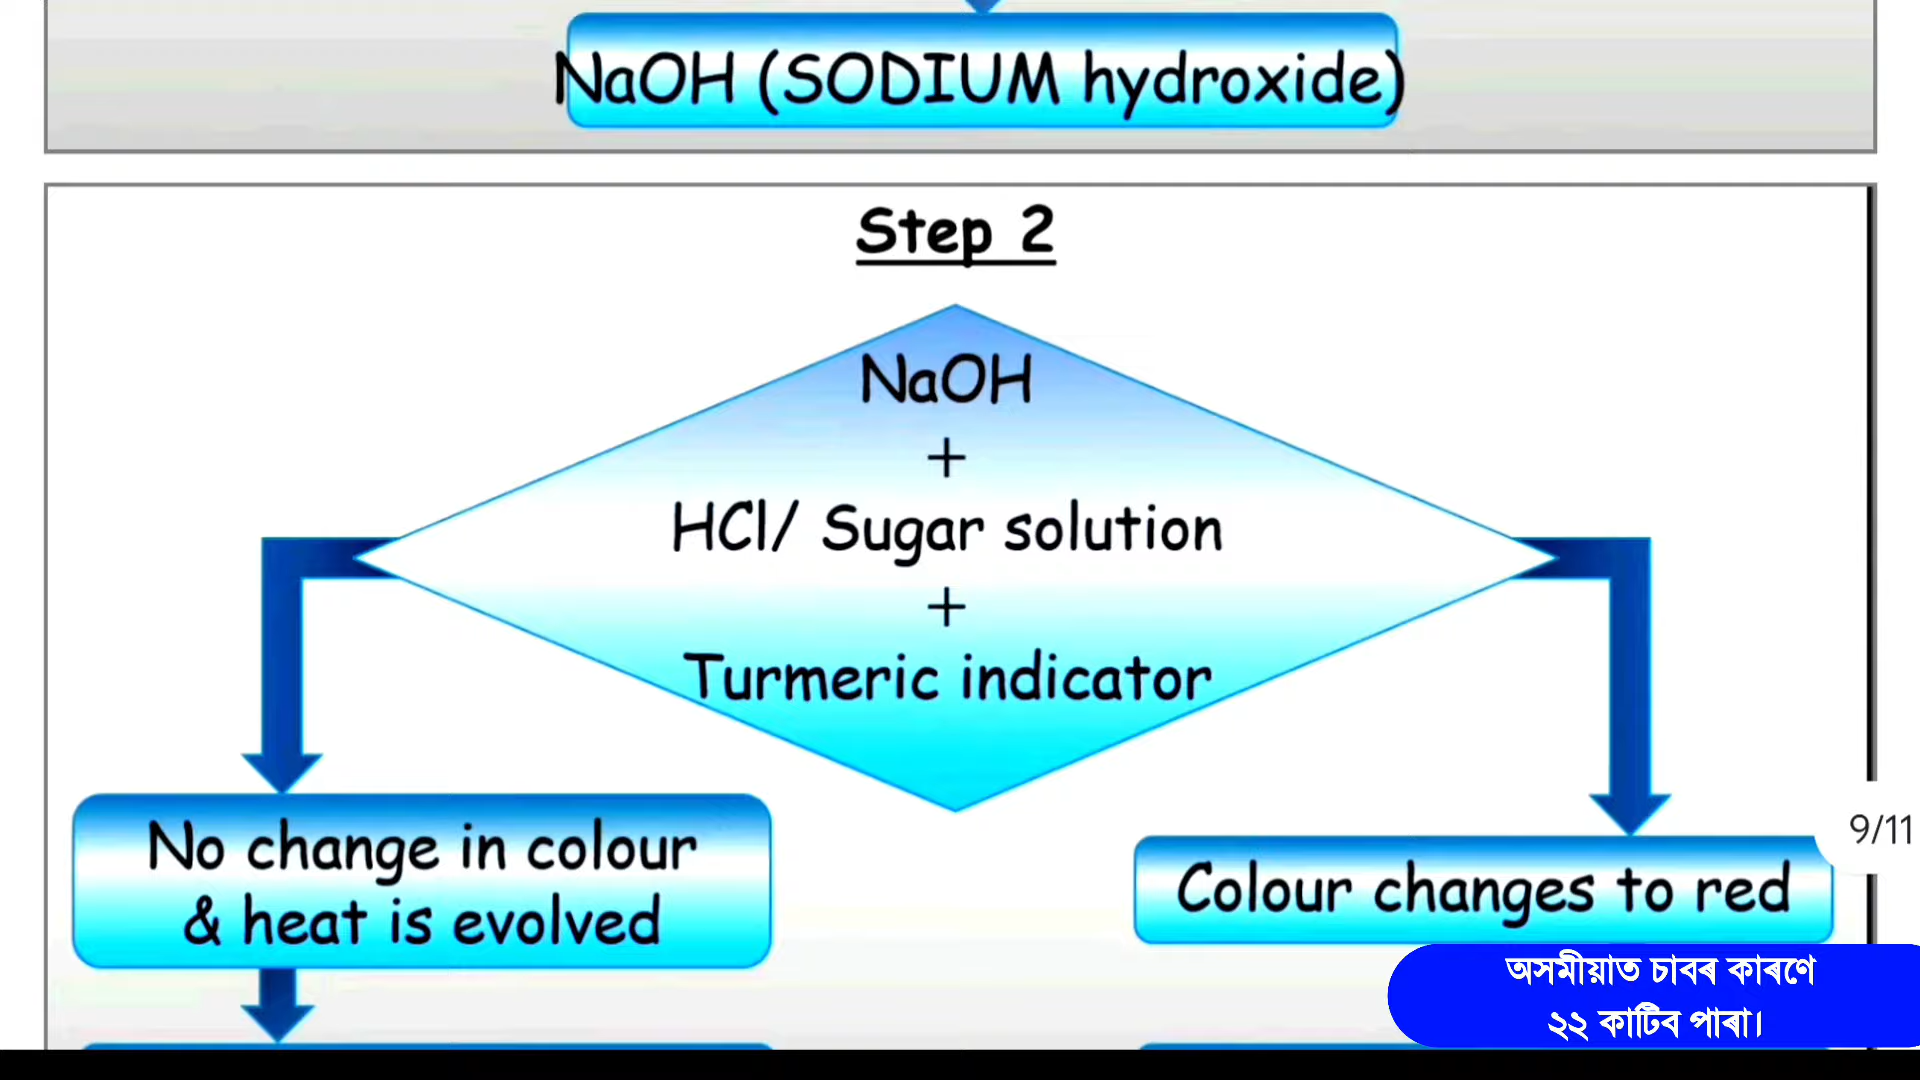 NaOH (SODIUM hydroxide)
Step 2
NaOH
+
HCl/ Sugar solution
+
Turmeric indicator
No change in colour
& heat is evolved
Colour changes to red
9/11
অসমীয়াত চাবৰ কাৰণে
২২ কাটিব পাৰা।